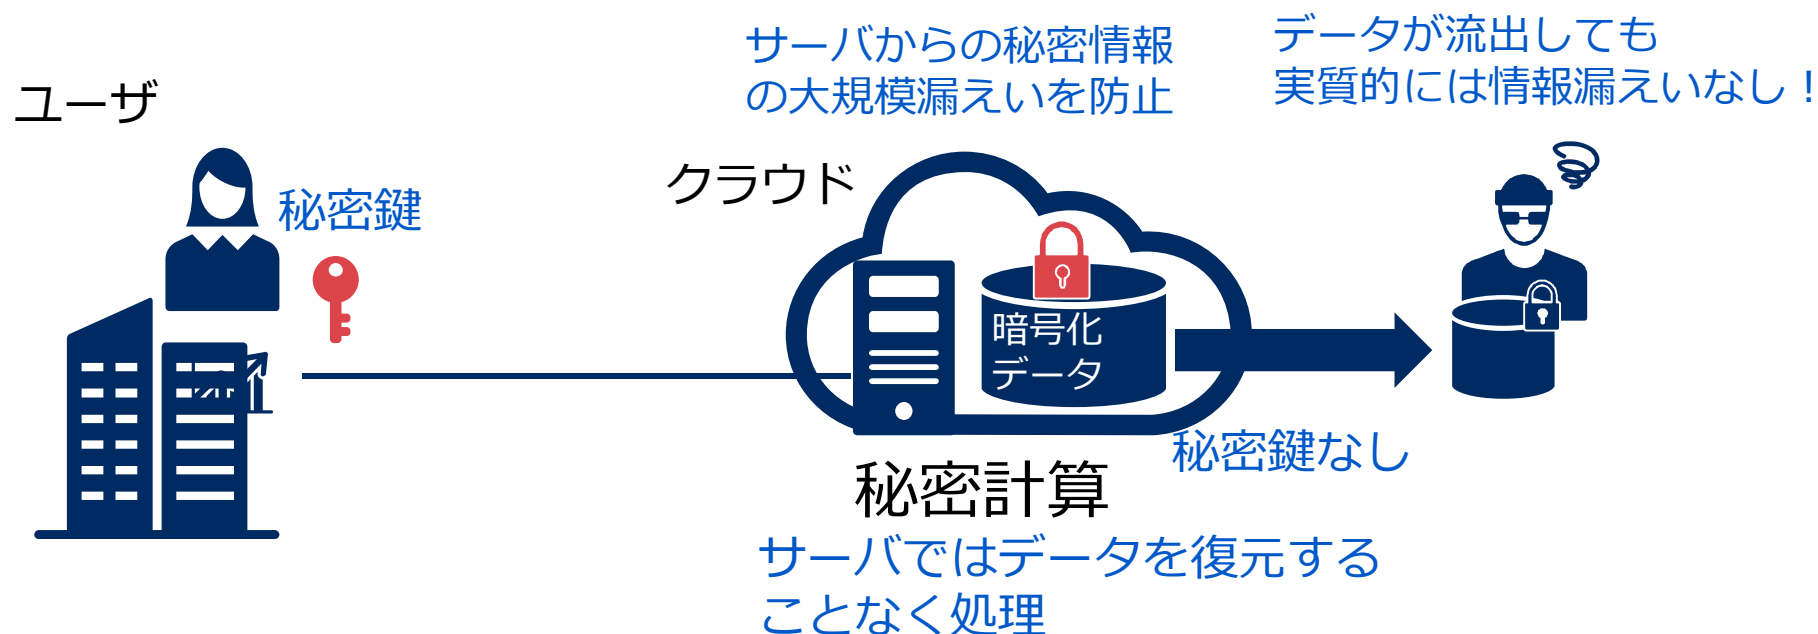 ユーザ
秘密鍵
サーバからの秘密情報
の大規模漏えいを防止
データが流出しても
実質的には情報漏えいなし！
クラウド
暗号化
データ
秘密鍵なし
秘密計算
サーバではデータを復元する
ことなく処理